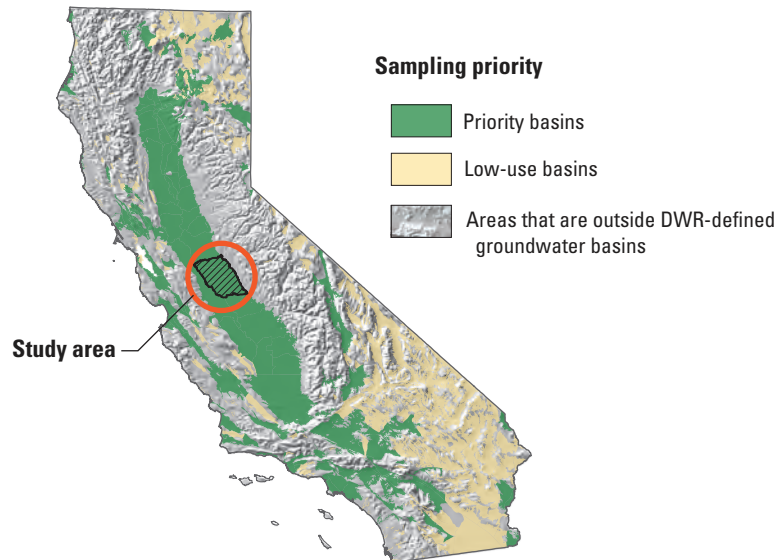 Sampling priority
Priority basins
Low-use basins
Areas that are outside DWR-defined
groundwater basins
Study area